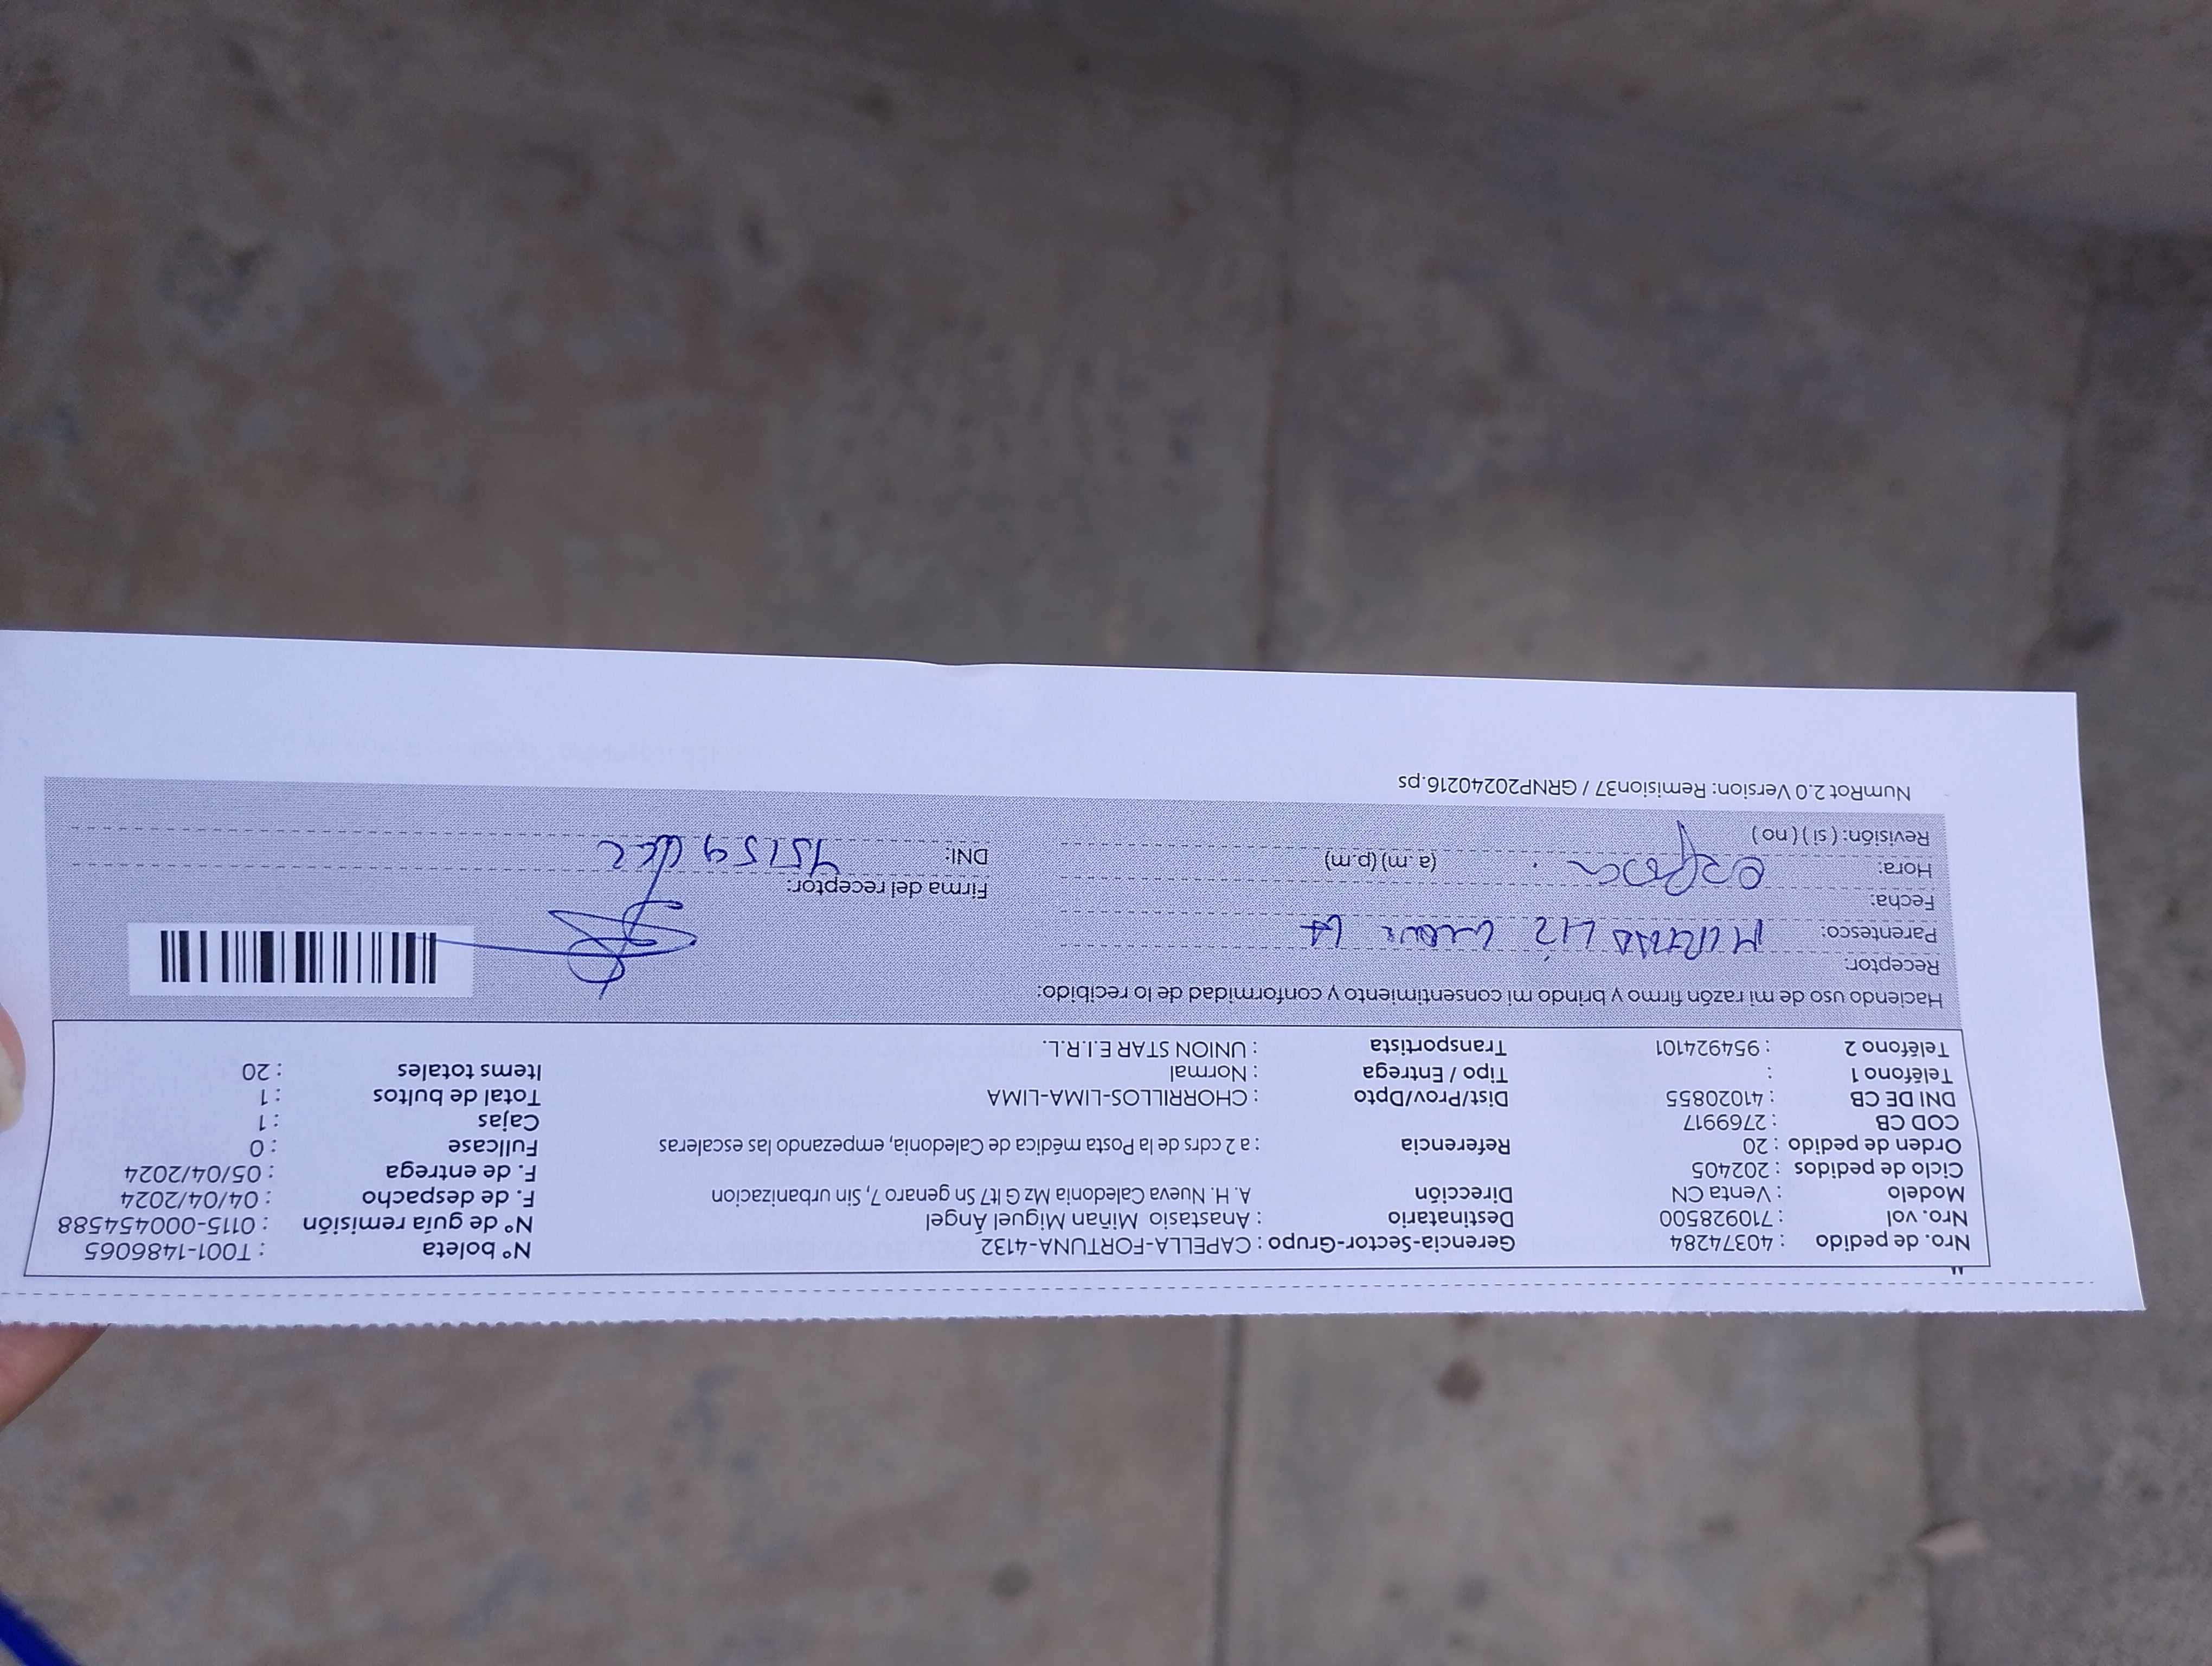 Nro. de pedido : 40374284 Gerencia-Sector-Grupo : CAPELLA-FORTUNA-4132 N° boleta : T001-1486065
Nro. vol : 710928500 Destinatario : Anastasio Miñan Miguel Ángel N° de guía remisión : 0115-000454588
Modelo : Venta CN Dirección A. H. Nueva Caledonia Mz G lt7 Sn genaro 7, Sin urbanizacion F. de despacho : 04/04/2024
Ciclo de pedidos : 202405 F. de entrega : 05/04/2024
Orden de pedido : 20 Referencia : a 2 cdrs de la Posta médica de Caledonia, empezando las escaleras Fullcase : 0
COD CB : 2769917 Cajas : 1
DNI DE CB : 41020855 Dist/Prov/Dpto : CHORRILLOS-LIMA-LIMA Total de bultos : 1
Teléfono 1 : Tipo / Entrega : Normal Items totales : 20
Teléfono 2 : 954924101 Transportista : UNION STAR E.I.R.L.
Haciendo uso de mi razón firmo y brindo mi consentimiento y conformidad de lo recibido:
Receptor:
Parentesco:
Fecha:
Firma del receptor:
Hora: esposa (a.m) (p.m)
DNI:
Revisión: ( si ) ( no )
NumRot 2.0 Version: Remision37 / GRNP20240216.ps